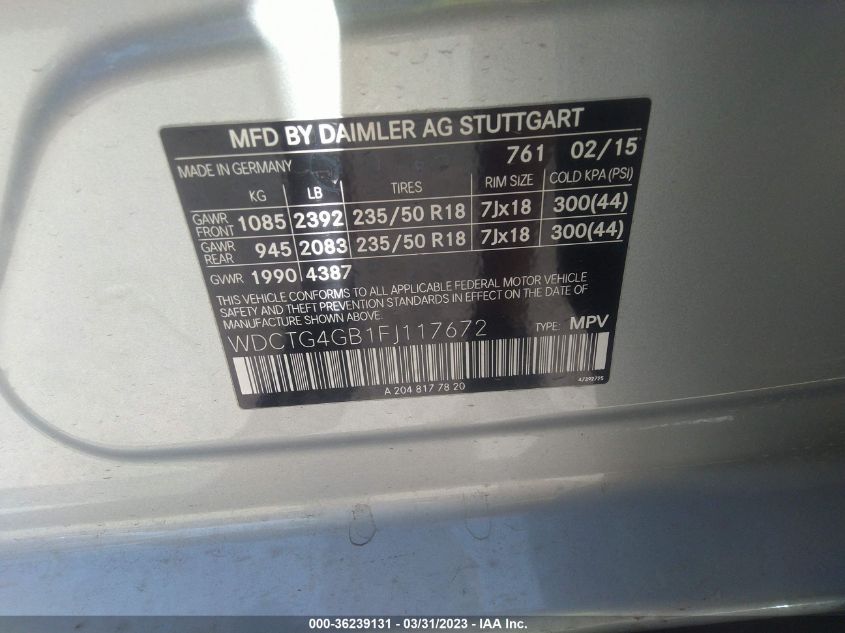 MFD BY DAIMLER AG STUTTGART
MADE IN GERMANY 761 02/15
KG LB TIRES RIM SIZE COLD KPA (PSI)
GAWR FRONT 1085 2392 235/50 R18 7Jx18 300(44)
GAWR REAR 945 2083 235/50 R18 7Jx18 300(44)
GVWR 1990 4387
THIS VEHICLE CONFORMS TO ALL APPLICABLE FEDERAL MOTOR VEHICLE
SAFETY, BUMPER, AND THEFT PREVENTION STANDARDS IN EFFECT ON THE DATE OF
MANUFACTURE SHOWN ABOVE.
WDCTG4GB1FJ117672 TYPE: MPV
A 204 817 78 20
000-36239131 - 03/31/2023 - IAA Inc.